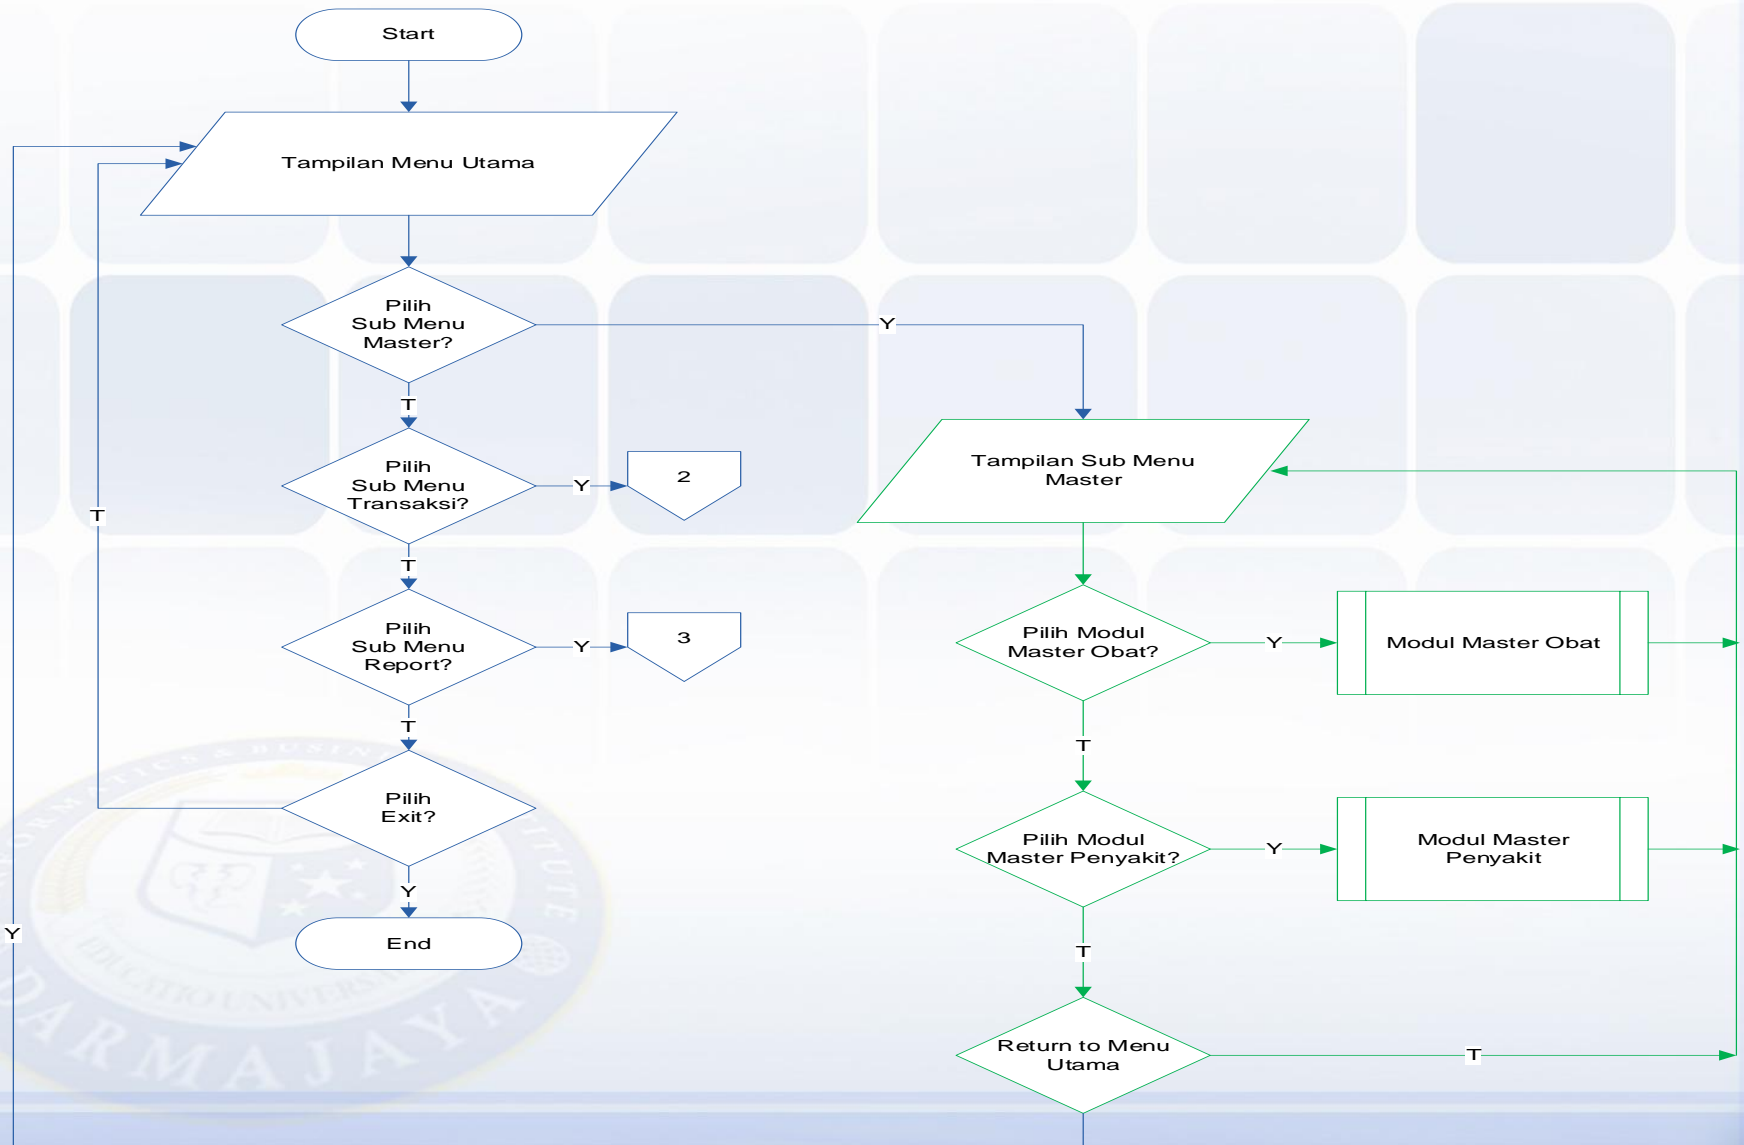 Start
Tampilan Menu Utama
Pilih
Sub Menu
Master?
Y
T
Pilih
Sub Menu
Transaksi?
Y
2
T
Pilih
Sub Menu
Report?
Y
3
T
Pilih
Exit?
T
Y
End
Y
Tampilan Sub Menu
Master
Pilih Modul
Master Obat?
Y
Modul Master Obat
T
Pilih Modul
Master Penyakit?
Y
Modul Master
Penyakit
T
Return to Menu
Utama
T
DARMAJAYA